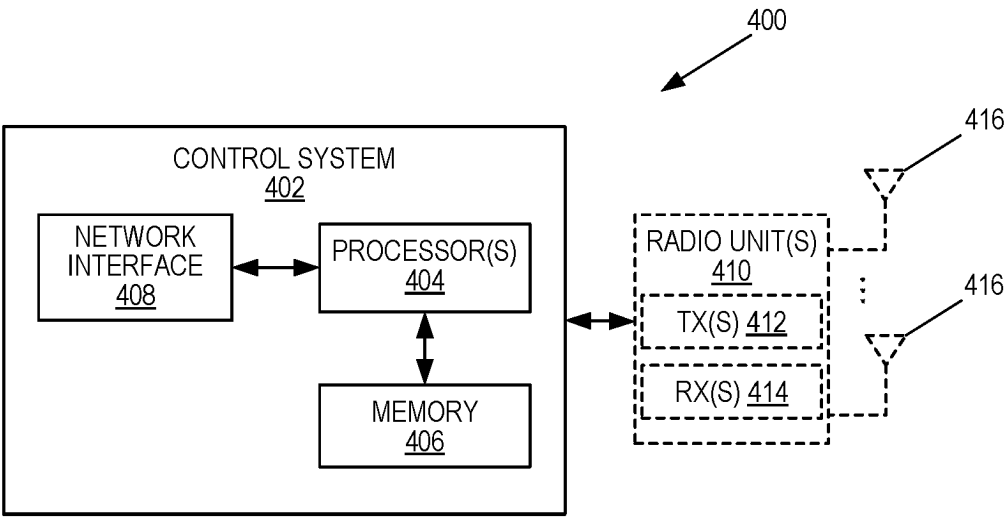 400
416
CONTROL SYSTEM
402
NETWORK
INTERFACE
408
PROCESSOR(S)
404
MEMORY
406
RADIO UNIT(S)
410
TX(S) 412
RX(S) 414
416